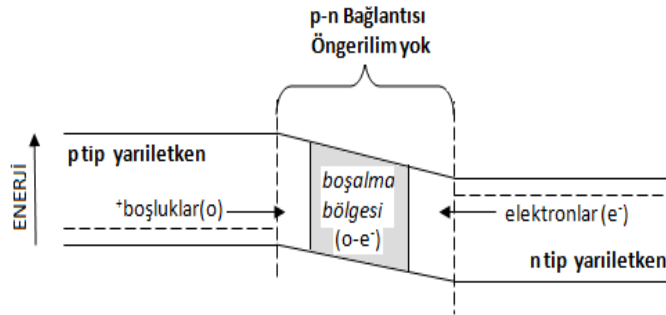 p-n Bağlantısı
Öngerilim yok
ENERJİ
p tip yarıiletken
+boşluklar(o)
boşalma
bölgesi
(o-e-)
elektronlar (e-)
n tip yarıiletken